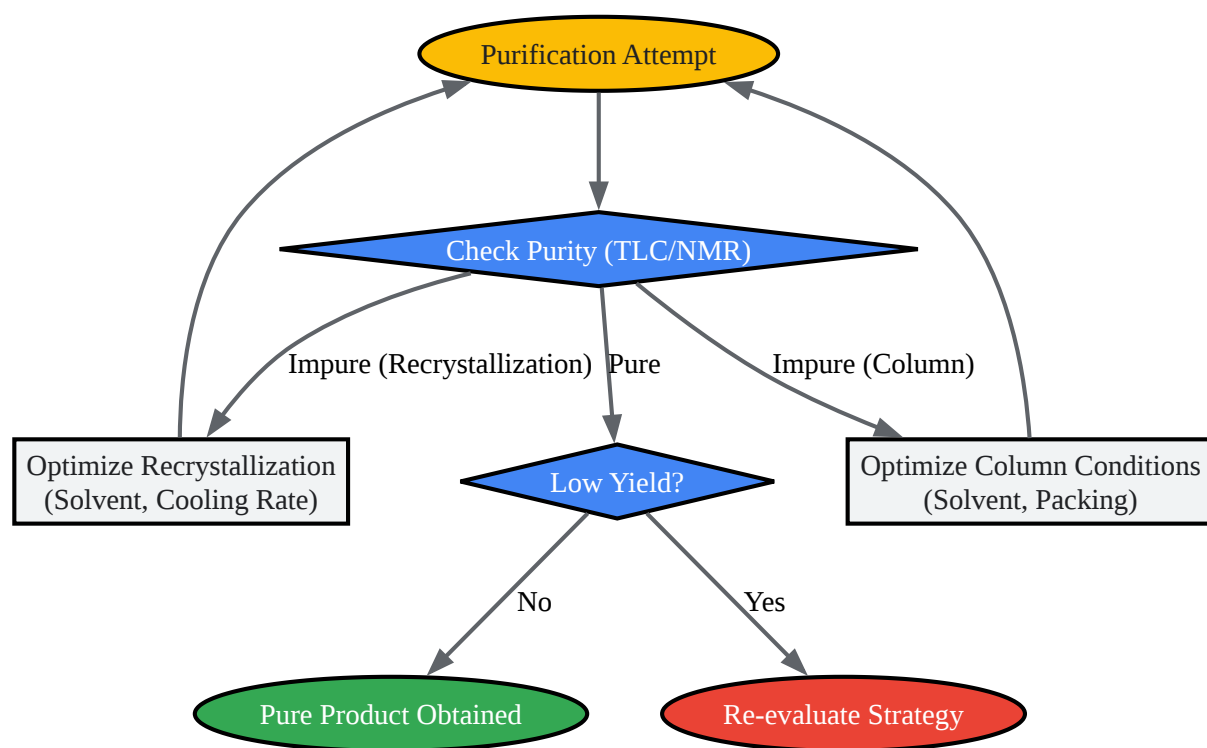 Purification Attempt
Check Purity (TLC/NMR)
Impure (Recrystallization)
Pure
Impure (Column)
Optimize Recrystallization
(Solvent, Cooling Rate)
Low Yield?
Optimize Column Conditions
(Solvent, Packing)
No
Yes
Pure Product Obtained
Re-evaluate Strategy